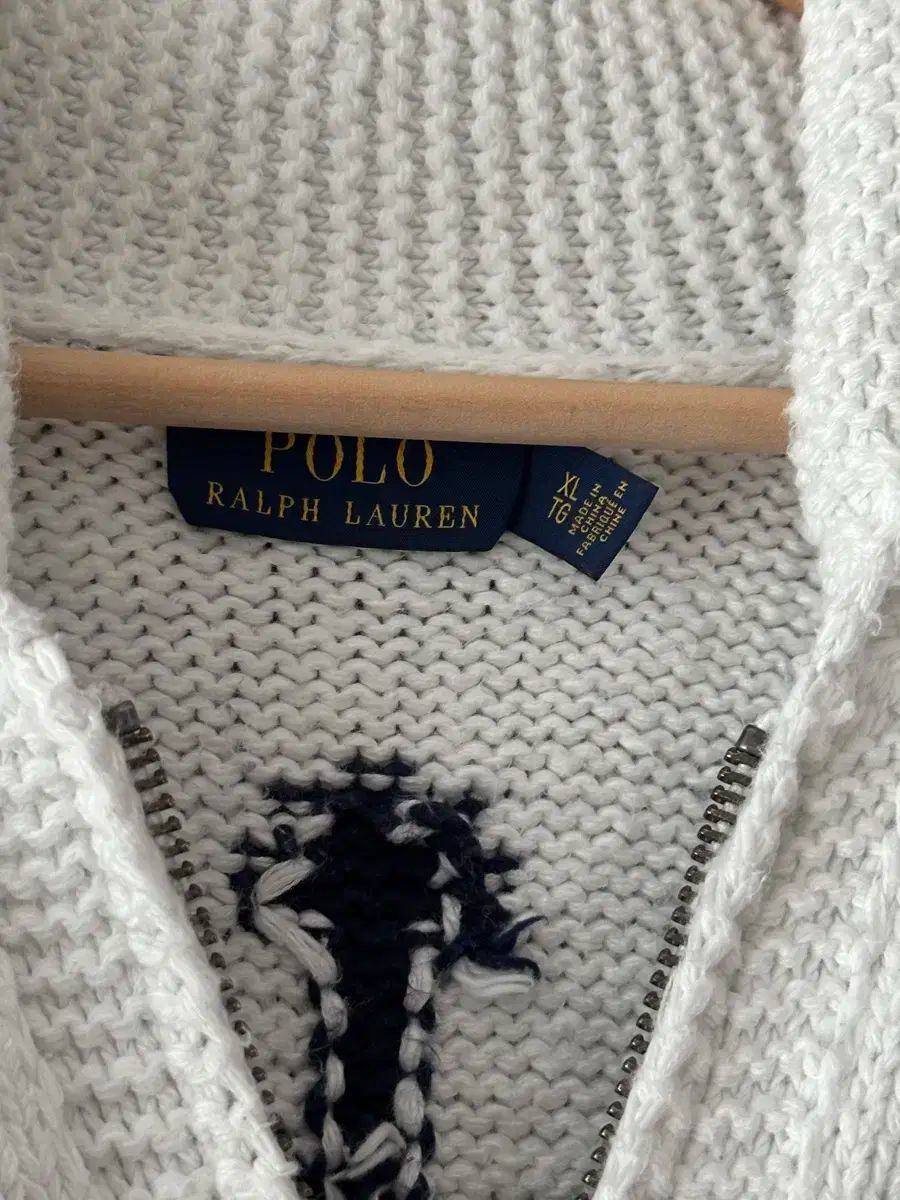 POLO
RALPH LAUREN
XL
TG
MADE IN
CHINA
FABRIQUÉ EN
CHINE